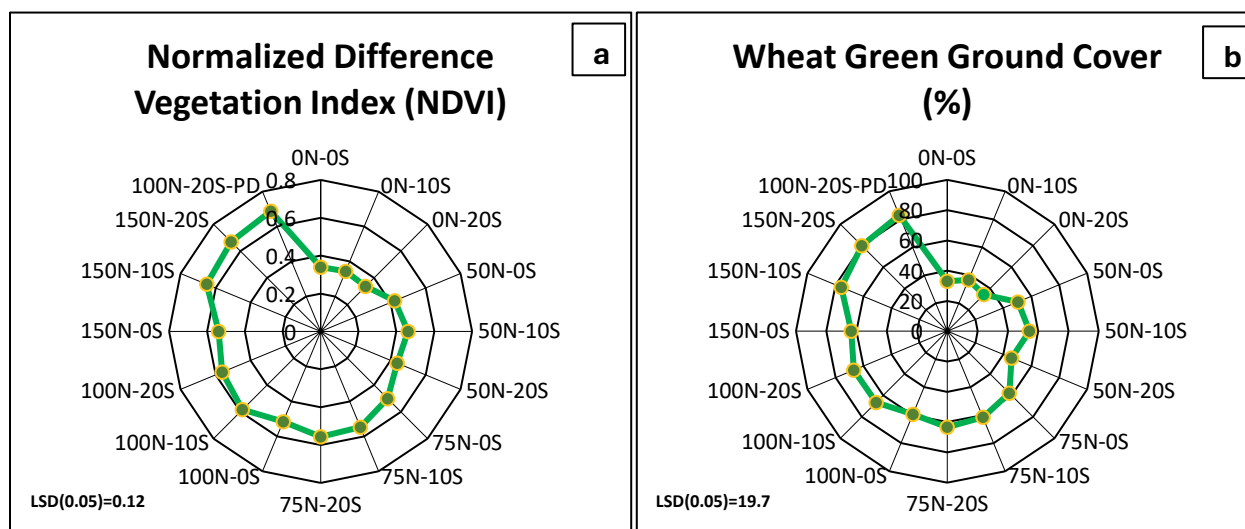 Normalized Difference
Vegetation Index (NDVI)
a
0N-0S
0N-10S
0N-20S
50N-0S
50N-10S
50N-20S
75N-0S
75N-10S
75N-20S
100N-0S
100N-10S
100N-20S
150N-0S
150N-10S
150N-20S
100N-20S-PD
0.8
0.6
0.4
0.2
0
LSD(0.05)=0.12
Wheat Green Ground Cover
(%)
b
0N-0S
0N-10S
0N-20S
50N-0S
50N-10S
50N-20S
75N-0S
75N-10S
75N-20S
100N-0S
100N-10S
100N-20S
150N-0S
150N-10S
150N-20S
100N-20S-PD
100
80
60
40
20
0
LSD(0.05)=19.7